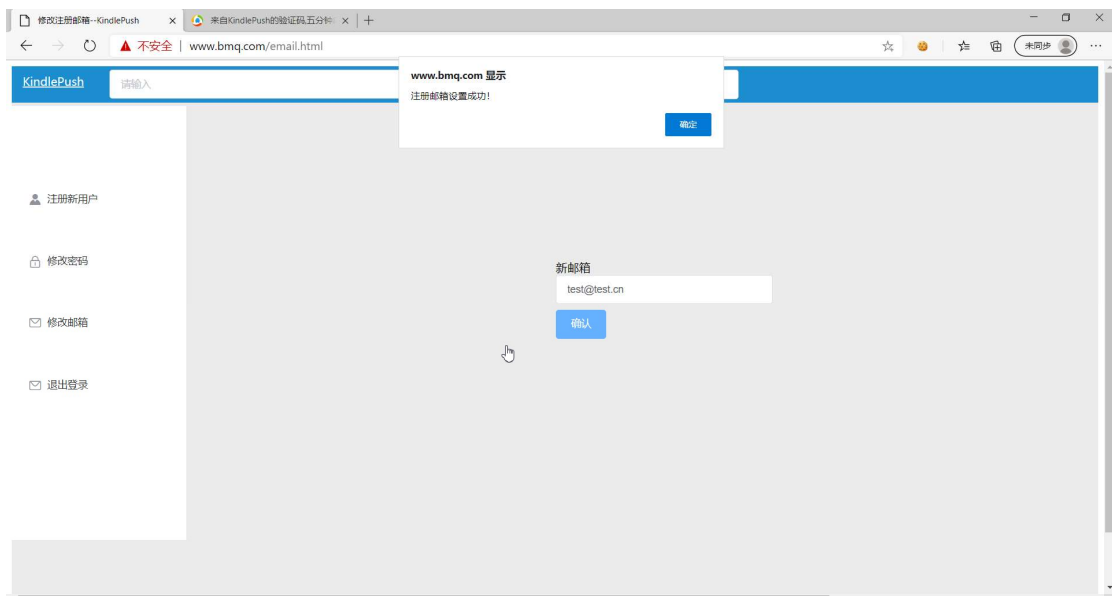 修改注册邮箱--KindlePush
来自KindlePush的验证码,五分钟
不安全
www.bmq.com/email.html
未同步
KindlePush
请输入
www.bmq.com 显示
注册邮箱设置成功!
确定
注册新用户
修改密码
修改邮箱
退出登录
新邮箱
test@test.cn
确认